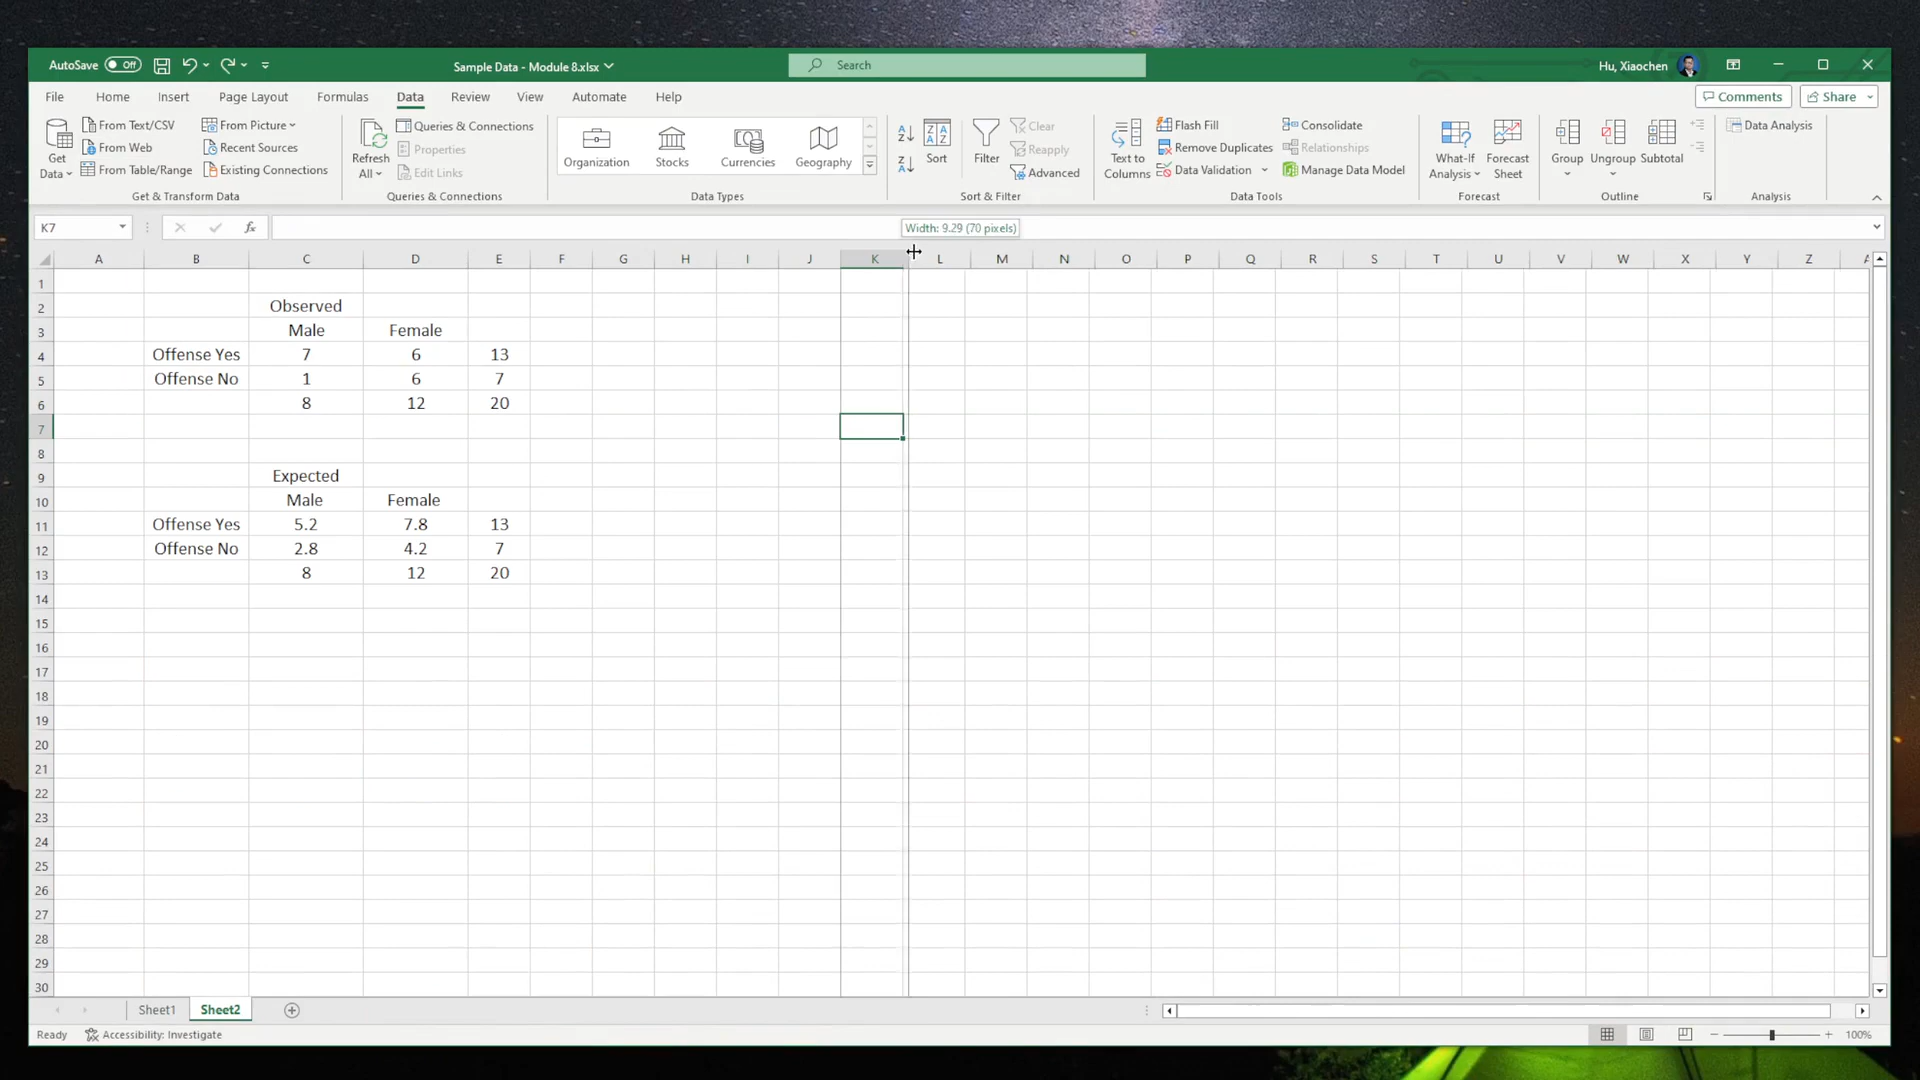 AutoSave Off
Sample Data - Module 8.xlsx
Search
Hu, Xiaochen
File Home Insert Page Layout Formulas Data Review View Automate Help
Comments Share
Get Data
From Text/CSV
From Web
From Table/Range
From Picture
Recent Sources
Existing Connections
Get & Transform Data
Refresh All
Queries & Connections
Properties
Edit Links
Queries & Connections
Organization Stocks Currencies Geography
Data Types
Sort
Filter
Clear
Reapply
Advanced
Sort & Filter
Text to Columns
Flash Fill
Remove Duplicates
Data Validation
Consolidate
Relationships
Manage Data Model
Data Tools
What-If Analysis
Forecast Sheet
Forecast
Group Ungroup Subtotal
Outline
Data Analysis
Analysis
K7
fx
Width: 9.29 (70 pixels)
A B C D E F G H I J K L M N O P Q R S T U V W X Y Z
1
2 Observed
3 Male Female
4 Offense Yes 7 6 13
5 Offense No 1 6 7
6 8 12 20
7
8
9 Expected
10 Male Female
11 Offense Yes 5.2 7.8 13
12 Offense No 2.8 4.2 7
13 8 12 20
14
15
16
17
18
19
20
21
22
23
24
25
26
27
28
29
30
Sheet1 Sheet2
Ready Accessibility: Investigate
100%